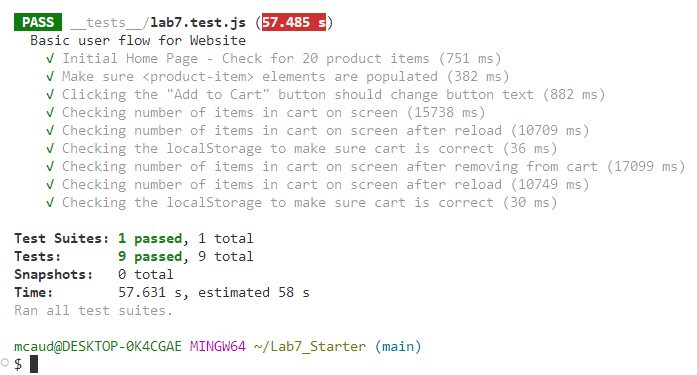 PASS __tests__/lab7.test.js (57.485 s)
Basic user flow for Website
√ Initial Home Page - Check for 20 product items (751 ms)
√ Make sure <product-item> elements are populated (382 ms)
√ Clicking the "Add to Cart" button should change button text (882 ms)
√ Checking number of items in cart on screen (15738 ms)
√ Checking number of items in cart on screen after reload (10709 ms)
√ Checking the localStorage to make sure cart is correct (36 ms)
√ Checking number of items in cart on screen after removing from cart (17099 ms)
√ Checking number of items in cart on screen after reload (10749 ms)
√ Checking the localStorage to make sure cart is correct (30 ms)
Test Suites: 1 passed, 1 total
Tests: 9 passed, 9 total
Snapshots: 0 total
Time: 57.631 s, estimated 58 s
Ran all test suites.
mcaud@DESKTOP-0K4CGAE MINGW64 ~/Lab7_Starter (main)
$